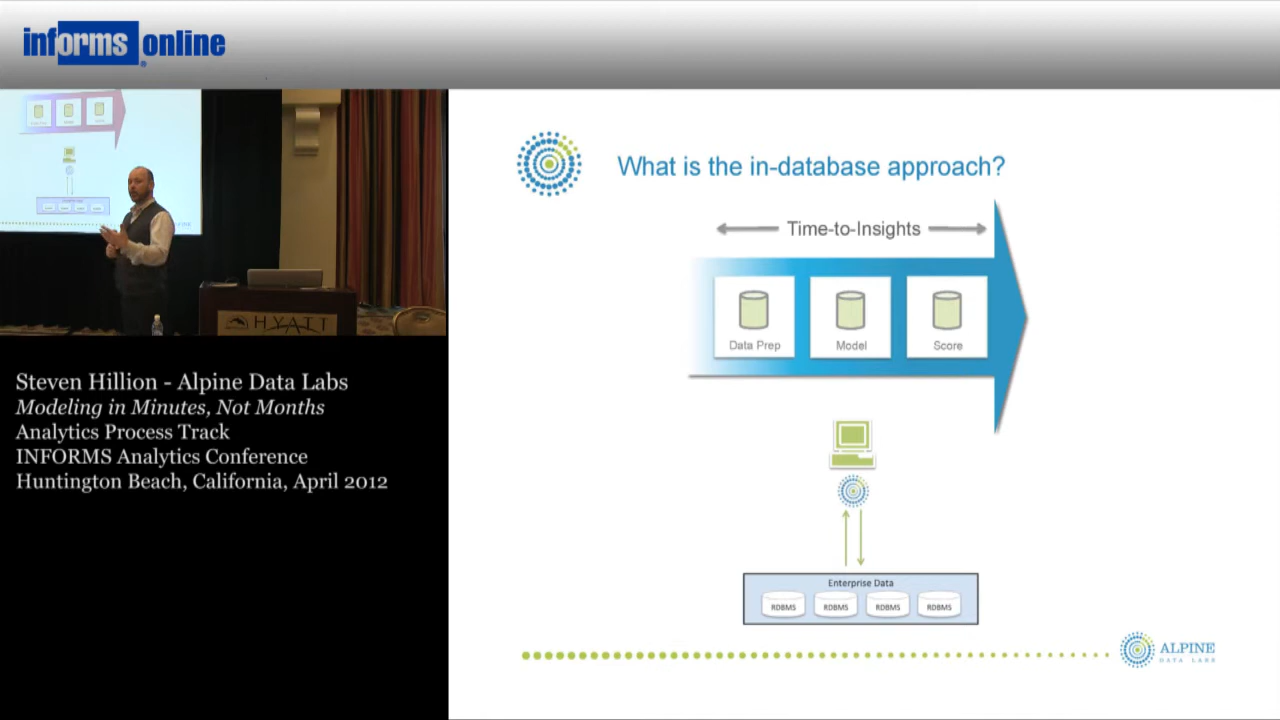 informs online
®
HYATT
Steven Hillion - Alpine Data Labs
Modeling in Minutes, Not Months
Analytics Process Track
INFORMS Analytics Conference
Huntington Beach, California, April 2012
What is the in-database approach?
Time-to-Insights
Data Prep
Model
Score
Enterprise Data
RDBMS RDBMS RDBMS RDBMS
ALPINE
DATA LABS